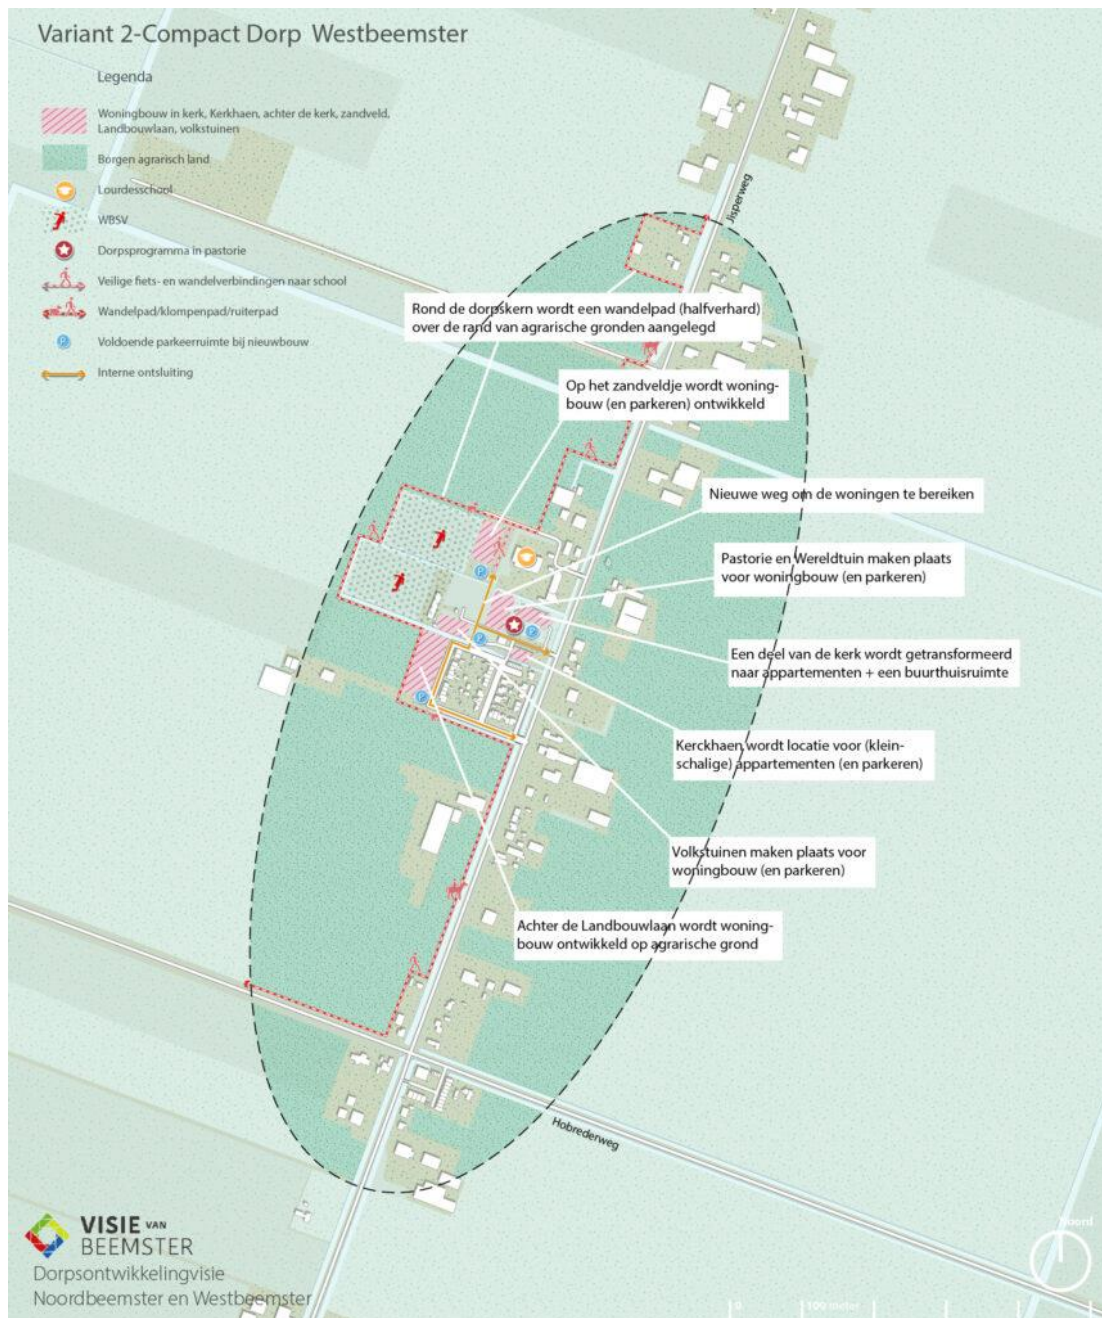 Variant 2-Compact Dorp Westbeemster
Legenda
Woningbouw in kerk, Kerkhaen, achter de kerk, zandveld,
Landbouwlaan, volkstuinen
Borgen agrarisch land
Lourdesschool
WBSV
Dorpsprogramma in pastorie
Veilige fiets- en wandelverbindingen naar school
Wandelpad/klompenpad/ruiterpad
P
Voldoende parkeerruimte bij nieuwbouw
Interne ontsluiting
Jisperweg
Rond de dorpskern wordt een wandelpad (halfverhard)
over de rand van agrarische gronden aangelegd
Op het zandveldje wordt woning-
bouw (en parkeren) ontwikkeld
Nieuwe weg om de woningen te bereiken
Pastorie en Wereldtuin maken plaats
voor woningbouw (en parkeren)
P
P
P
Een deel van de kerk wordt getransformeerd
naar appartementen + een buurthuisruimte
P
Kerckhaen wordt locatie voor (klein-
schalige) appartementen (en parkeren)
Volkstuinen maken plaats voor
woningbouw (en parkeren)
Achter de Landbouwlaan wordt woning-
bouw ontwikkeld op agrarische grond
Hobrederweg
VISIE VAN
BEEMSTER
Dorpsontwikkelingvisie
Noordbeemster en Westbeemster
Noord
0 100 meter